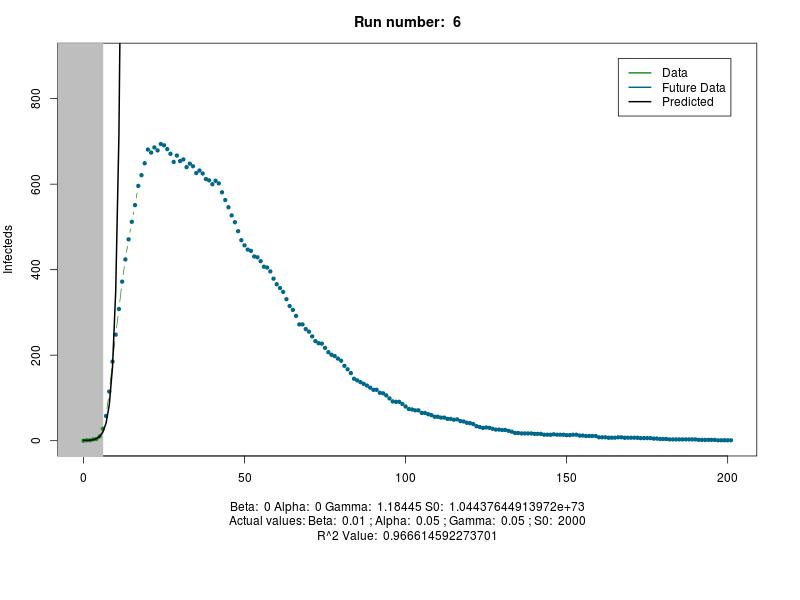 Run number: 6
Data
Future Data
Predicted
Infecteds
800
600
400
200
0
0 50 100 150 200
Beta: 0 Alpha: 0 Gamma: 1.18445 S0: 1.04437644913972e+73
Actual values: Beta: 0.01 ; Alpha: 0.05 ; Gamma: 0.05 ; S0: 2000
R^2 Value: 0.966614592273701